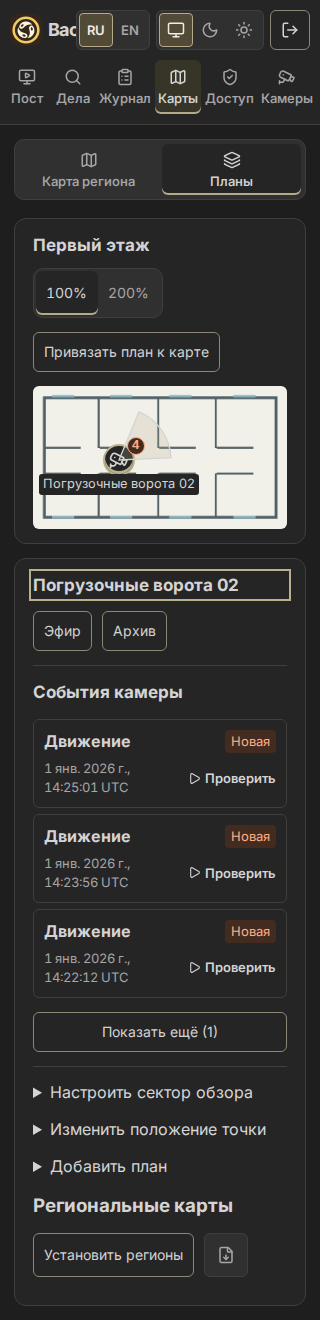 Вас
RU
EN
Пост
Дела
Журнал
Карты
Доступ
Камеры
Карта региона
Планы
Первый этаж
100%
200%
Привязать план к карте
4
Погрузочные ворота 02
Погрузочные ворота 02
Эфир
Архив
События камеры
Движение
Новая
1 янв. 2026 г.,
14:25:01 UTC
Проверить
Движение
Новая
1 янв. 2026 г.,
14:23:56 UTC
Проверить
Движение
Новая
1 янв. 2026 г.,
14:22:12 UTC
Проверить
Показать ещё (1)
Настроить сектор обзора
Изменить положение точки
Добавить план
Региональные карты
Установить регионы